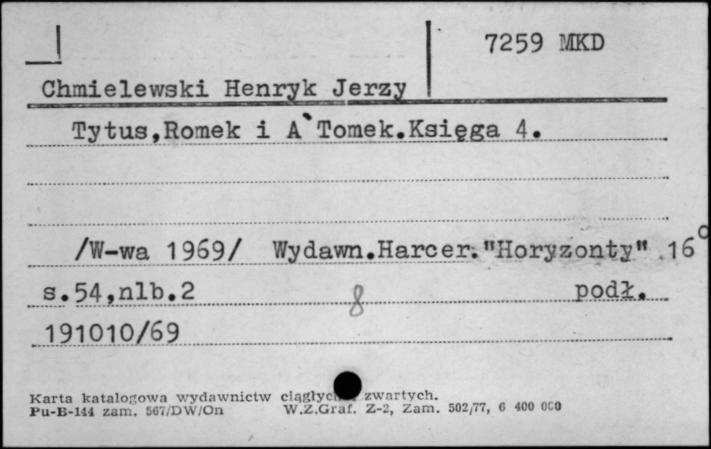 7259 MKD
Chmielewski Henryk Jerzy
Tytus,Romek i A`Tomek.Księga 4.
/W-wa 1969/ Wydawn.Harcer."Horyzonty" 16°
s.54,nlb.2 8 podł.
191010/69
Karta katalogowa wydawnictw zwartych.
Pu-B-144 zam. 567/DW/On W.Z.Graf. Z-2, Zam. 502/77, 6 400 000